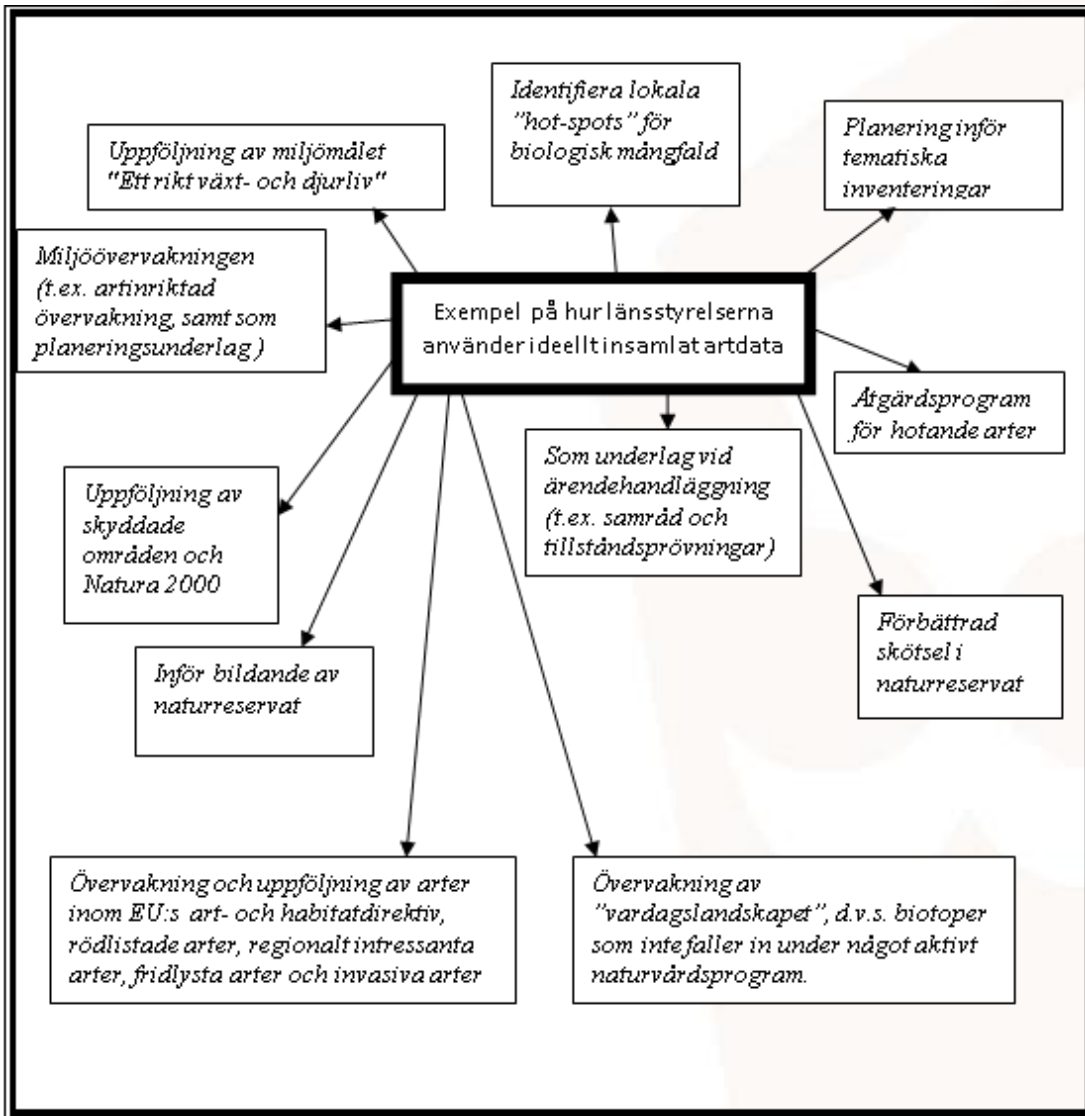 Identifiera lokala
"hot-spots" för
biologisk mångfald
Planering inför
tematiska
inventeringar
Uppföljning av miljömålet
"Ett rikt växt- och djurliv"
Miljöövervakningen
(t.ex. artinriktad
övervakning, samt som
planeringsunderlag)
Exempel på hur länsstyrelserna
använder ideellt insamlat artdata
Åtgärdsprogram
för hotande arter
Som underlag vid
ärendehandläggning
(t.ex. samråd och
tillståndsprövningar)
Uppföljning av
skyddade
områden och
Natura 2000
Förbättrad
skötsel i
naturreservat
Inför bildande av
naturreservat
Övervakning och uppföljning av arter
inom EU:s art- och habitatdirektiv,
rödlistade arter, regionalt intressanta
arter, fridlysta arter och invasiva arter
Övervakning av
"vardagslandskapet", d.v.s. biotoper
som inte faller in under något aktivt
naturvårdsprogram.